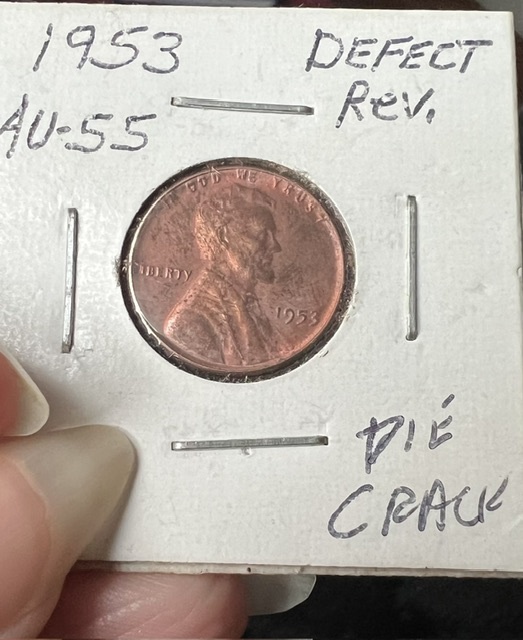 1953
DEFECT
Rev.
AU-55
IN GOD WE TRUST
LIBERTY
1953
DIE
CRACK